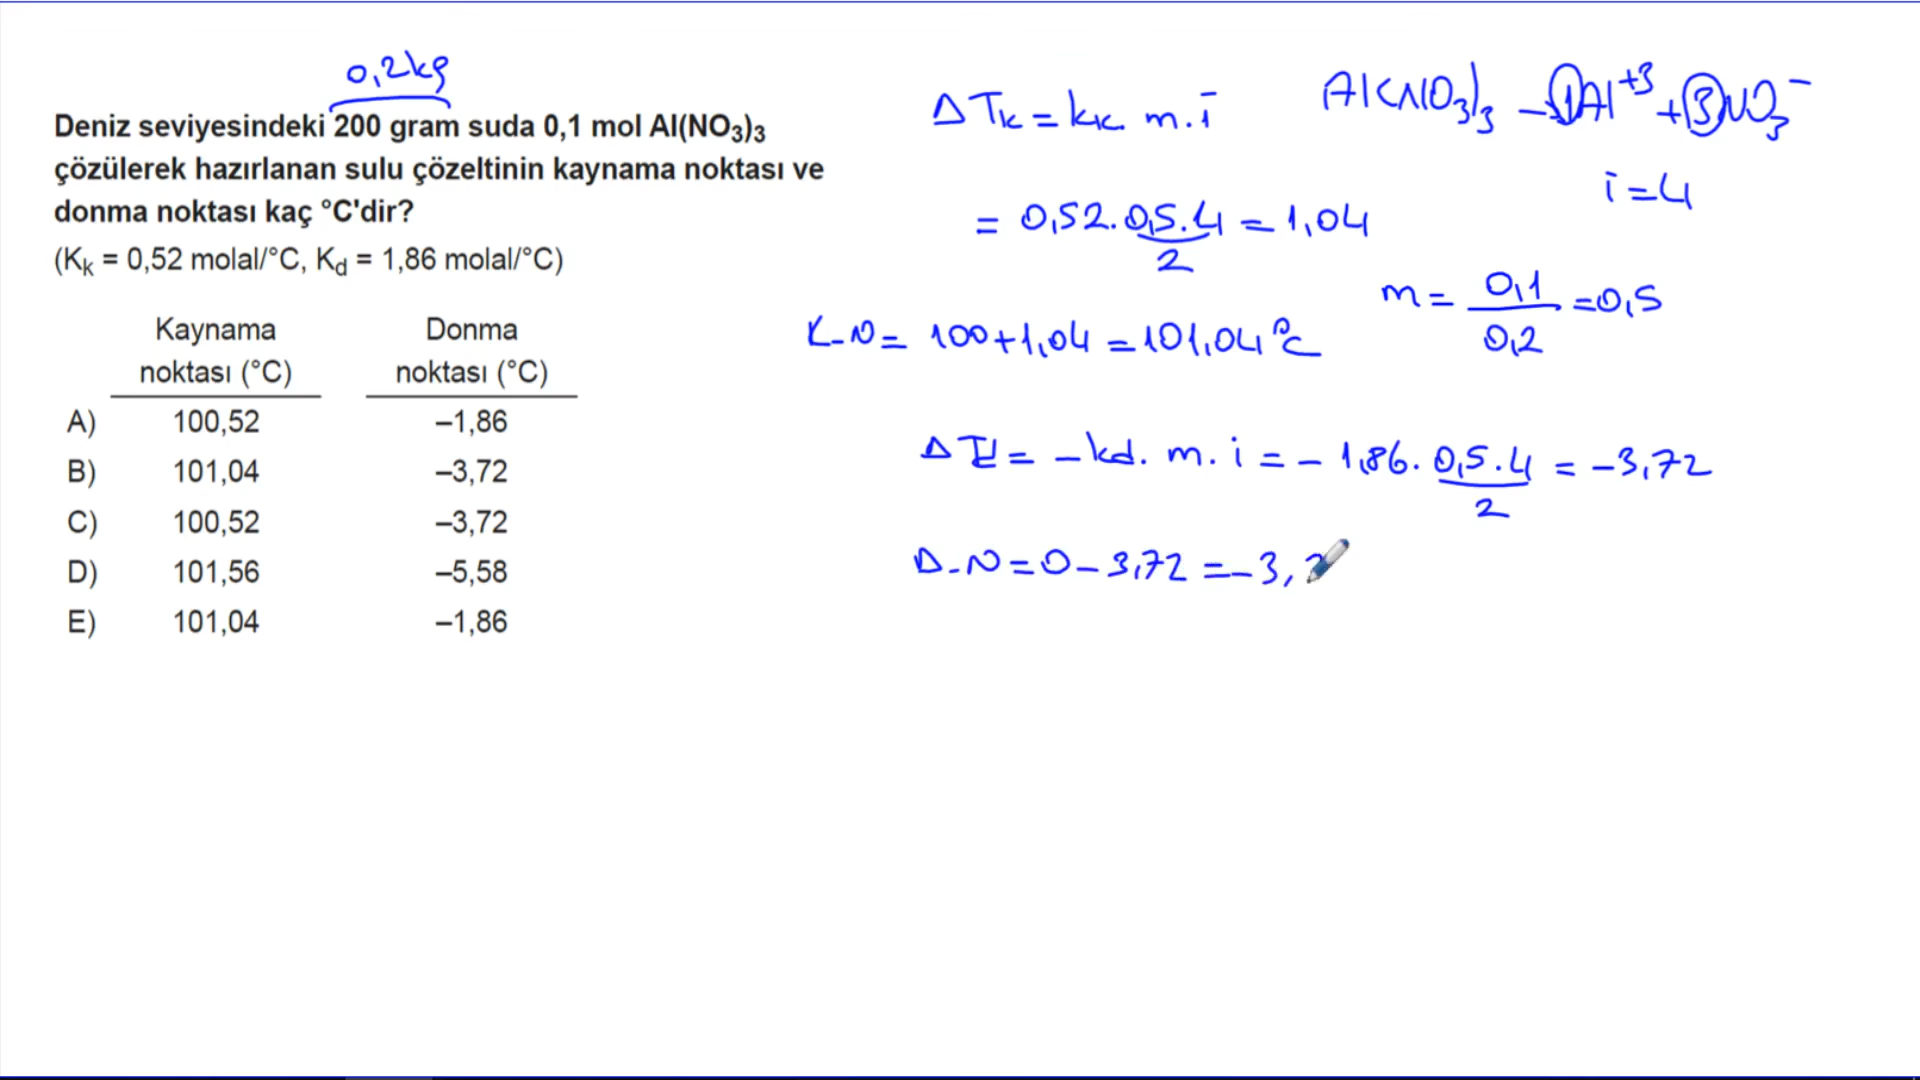 0,2kg
Deniz seviyesindeki 200 gram suda 0,1 mol Al(NO₃)₃
çözülerek hazırlanan sulu çözeltinin kaynama noktası ve
donma noktası kaç °C'dir?
(Kk = 0,52 molal/°C, Kd = 1,86 molal/°C)
Kaynama noktası (°C) Donma noktası (°C)
A) 100,52 –1,86
B) 101,04 –3,72
C) 100,52 –3,72
D) 101,56 –5,58
E) 101,04 –1,86
ΔTk = kk. m. i
Al(NO₃)₃ → 1Al⁺³ + 3NO₃⁻
i = 4
= 0,52. 0,5. 4 = 1,04
2
m = 0,1 / 0,2 = 0,5
K.N = 100 + 1,04 = 101,04 °C
ΔTd = - kd. m. i = - 1,86. 0,5. 4 = -3,72
2
D.N = 0 - 3,72 = -3,